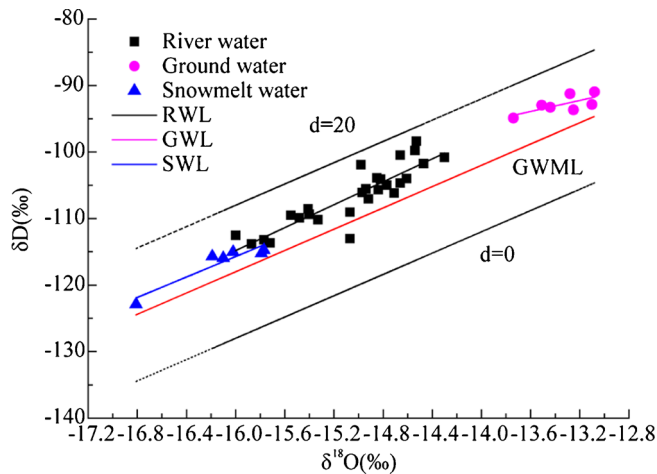 -80
-90
-100
-110
-120
-130
-140
δD(‰)
River water
Ground water
Snowmelt water
RWL
GWL
SWL
d=20
GWML
d=0
-17.2 -16.8 -16.4 -16.0 -15.6 -15.2 -14.8 -14.4 -14.0 -13.6 -13.2 -12.8
δ¹⁸O(‰)